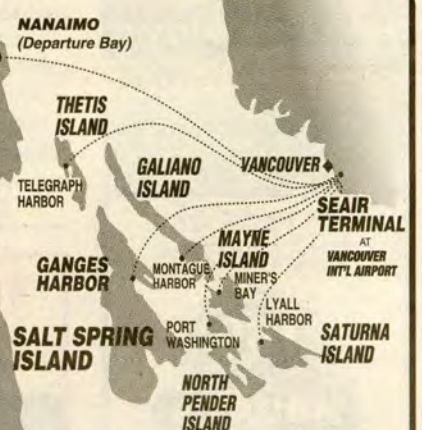 NANAIMO
(Departure Bay)
THETIS
ISLAND
TELEGRAPH
HARBOR
GALIANO
ISLAND
VANCOUVER
SEAIR
TERMINAL
AT
VANCOUVER
INT'L AIRPORT
GANGES
HARBOR
MONTAGUE
HARBOR
MAYNE
ISLAND
MINER'S
BAY
LYALL
HARBOR
SALT SPRING
ISLAND
PORT
WASHINGTON
SATURNA
ISLAND
NORTH
PENDER
ISLAND